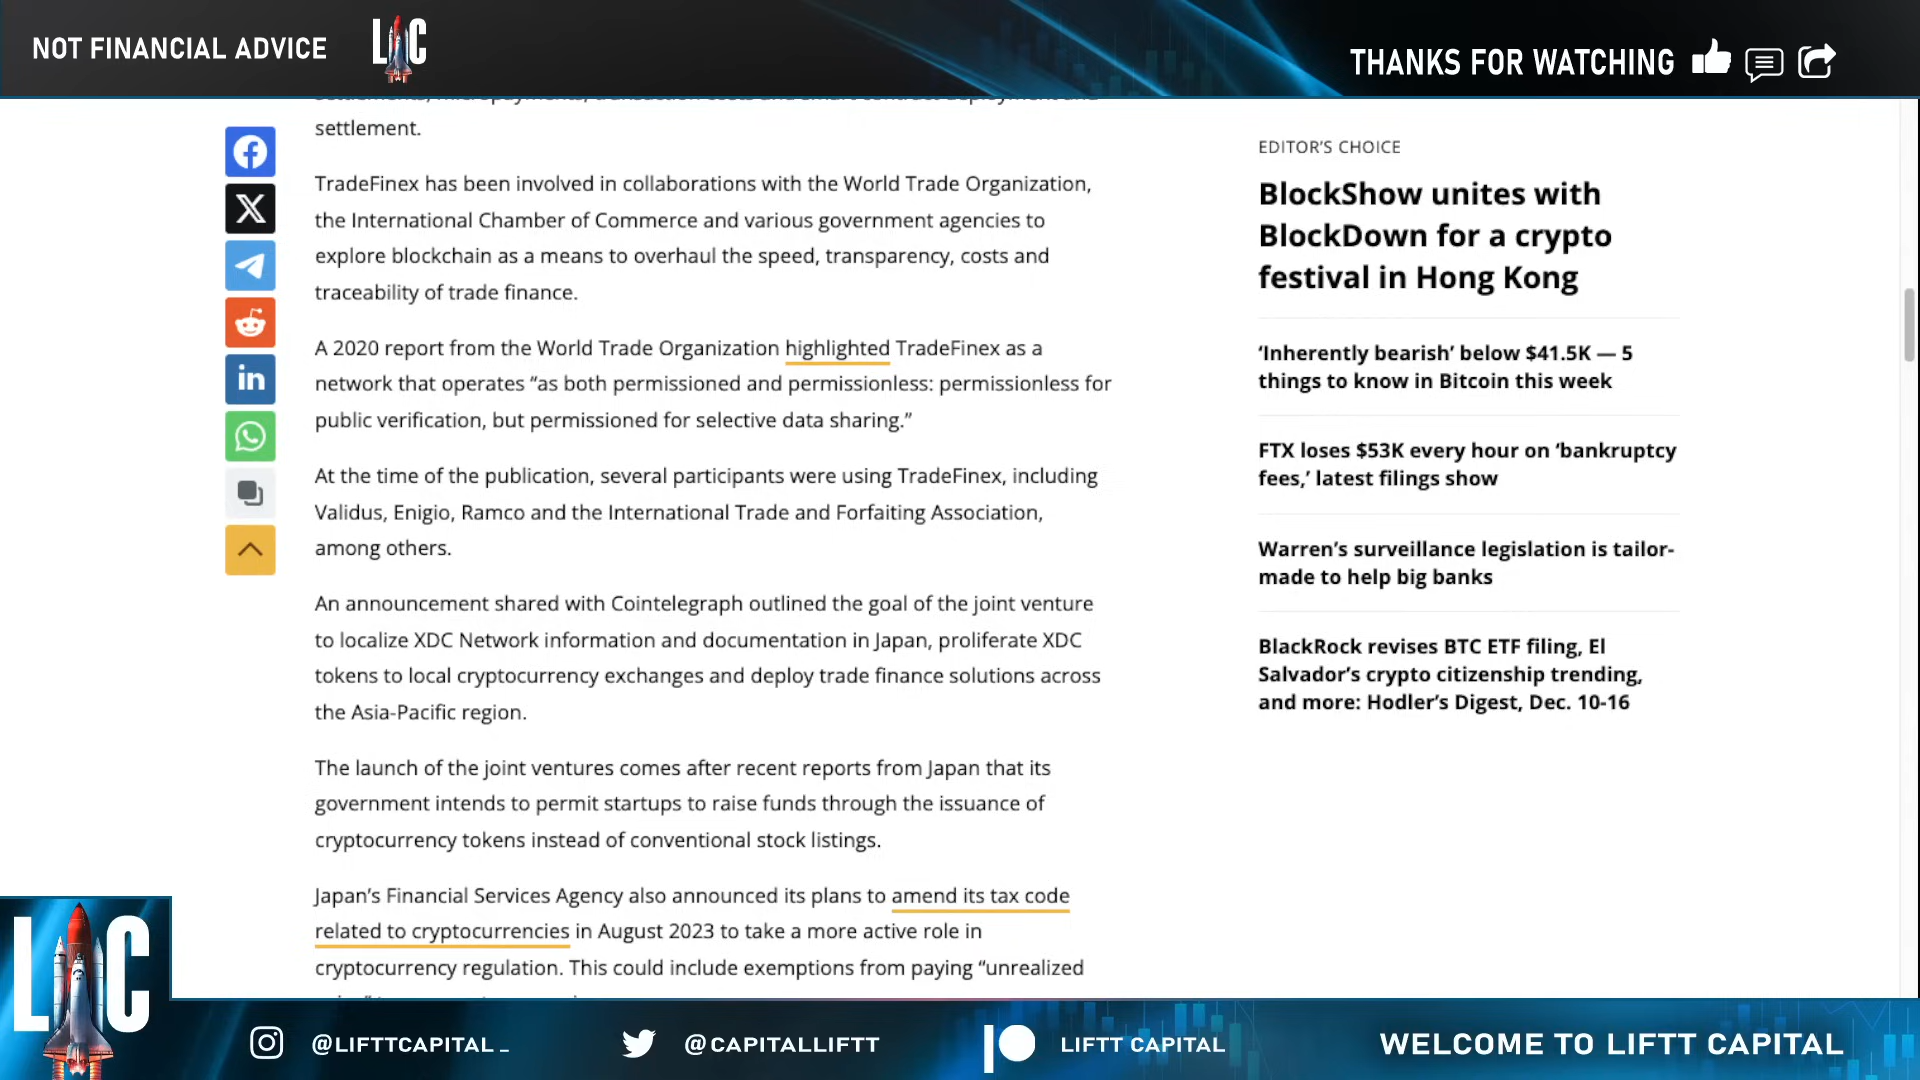 NOT FINANCIAL ADVICE
LC
THANKS FOR WATCHING
settlement.
TradeFinex has been involved in collaborations with the World Trade Organization,
the International Chamber of Commerce and various government agencies to
explore blockchain as a means to overhaul the speed, transparency, costs and
traceability of trade finance.
A 2020 report from the World Trade Organization highlighted TradeFinex as a
network that operates “as both permissioned and permissionless: permissionless for
public verification, but permissioned for selective data sharing.”
At the time of the publication, several participants were using TradeFinex, including
Validus, Enigio, Ramco and the International Trade and Forfaiting Association,
among others.
An announcement shared with Cointelegraph outlined the goal of the joint venture
to localize XDC Network information and documentation in Japan, proliferate XDC
tokens to local cryptocurrency exchanges and deploy trade finance solutions across
the Asia-Pacific region.
The launch of the joint ventures comes after recent reports from Japan that its
government intends to permit startups to raise funds through the issuance of
cryptocurrency tokens instead of conventional stock listings.
Japan’s Financial Services Agency also announced its plans to amend its tax code
related to cryptocurrencies in August 2023 to take a more active role in
cryptocurrency regulation. This could include exemptions from paying “unrealized
EDITOR’S CHOICE
BlockShow unites with
BlockDown for a crypto
festival in Hong Kong
‘Inherently bearish’ below $41.5K — 5
things to know in Bitcoin this week
FTX loses $53K every hour on ‘bankruptcy
fees,’ latest filings show
Warren’s surveillance legislation is tailor-
made to help big banks
BlackRock revises BTC ETF filing, El
Salvador’s crypto citizenship trending,
and more: Hodler’s Digest, Dec. 10-16
LC
@LIFTTCAPITAL_
@CAPITALLIFTT
LIFTT CAPITAL
WELCOME TO LIFTT CAPITAL